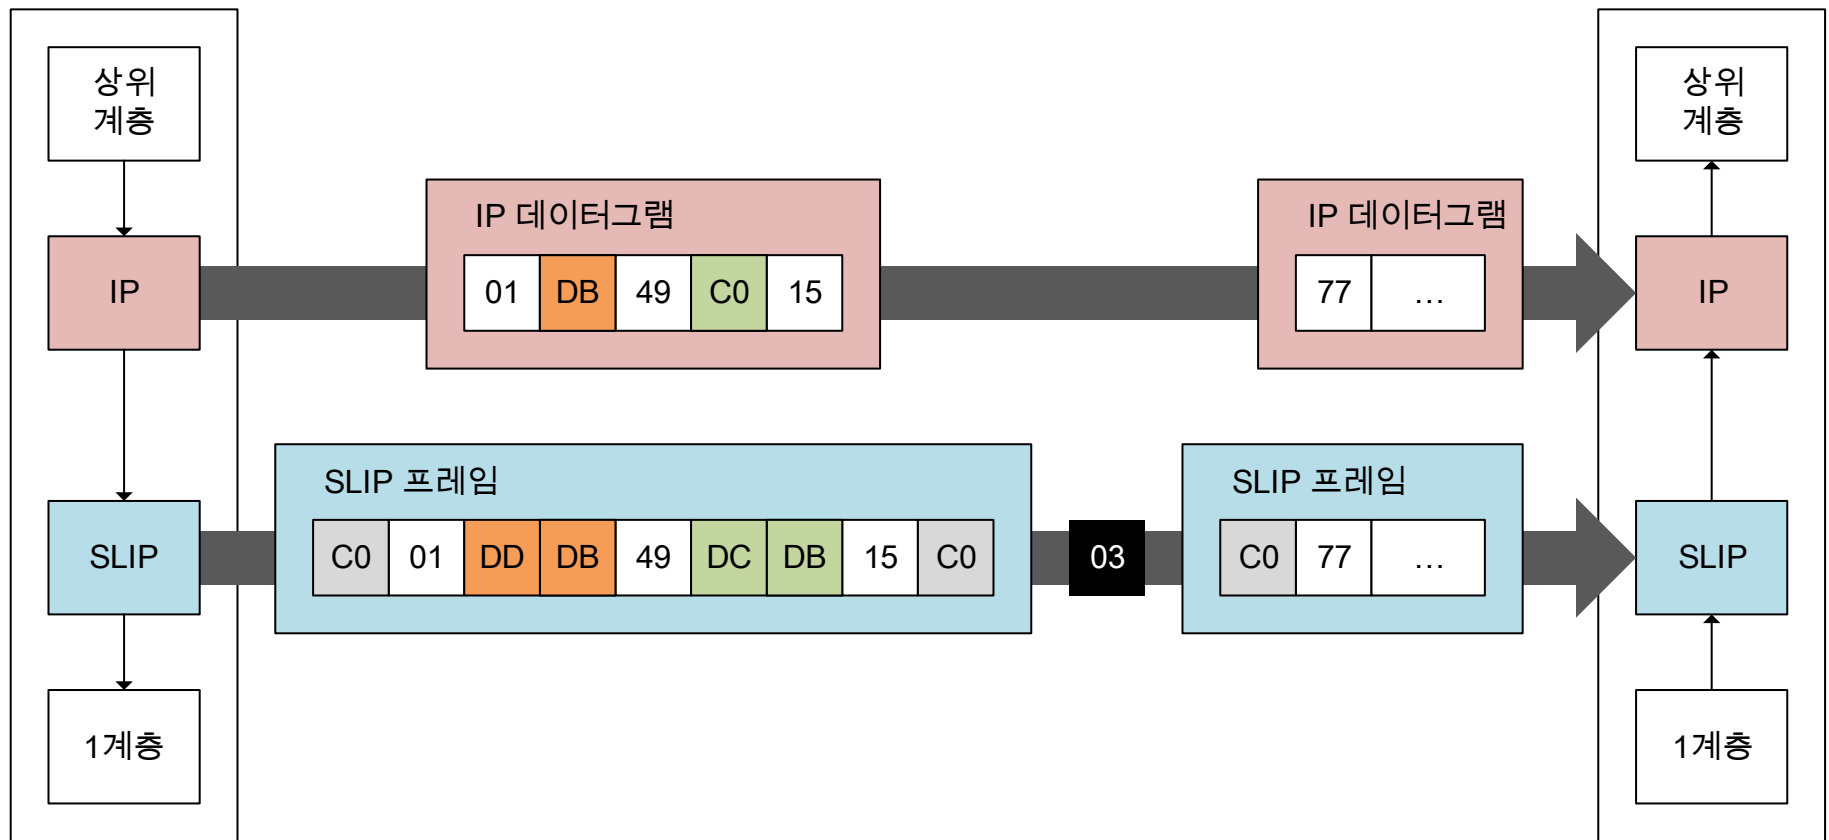 상위
계층
상위
계층
IP 데이터그램
IP 데이터그램
IP
01 DB 49 C0 15
77 …
IP
SLIP 프레임
SLIP 프레임
SLIP
C0 01 DD DB 49 DC DB 15 C0
03
C0 77 …
SLIP
1계층
1계층